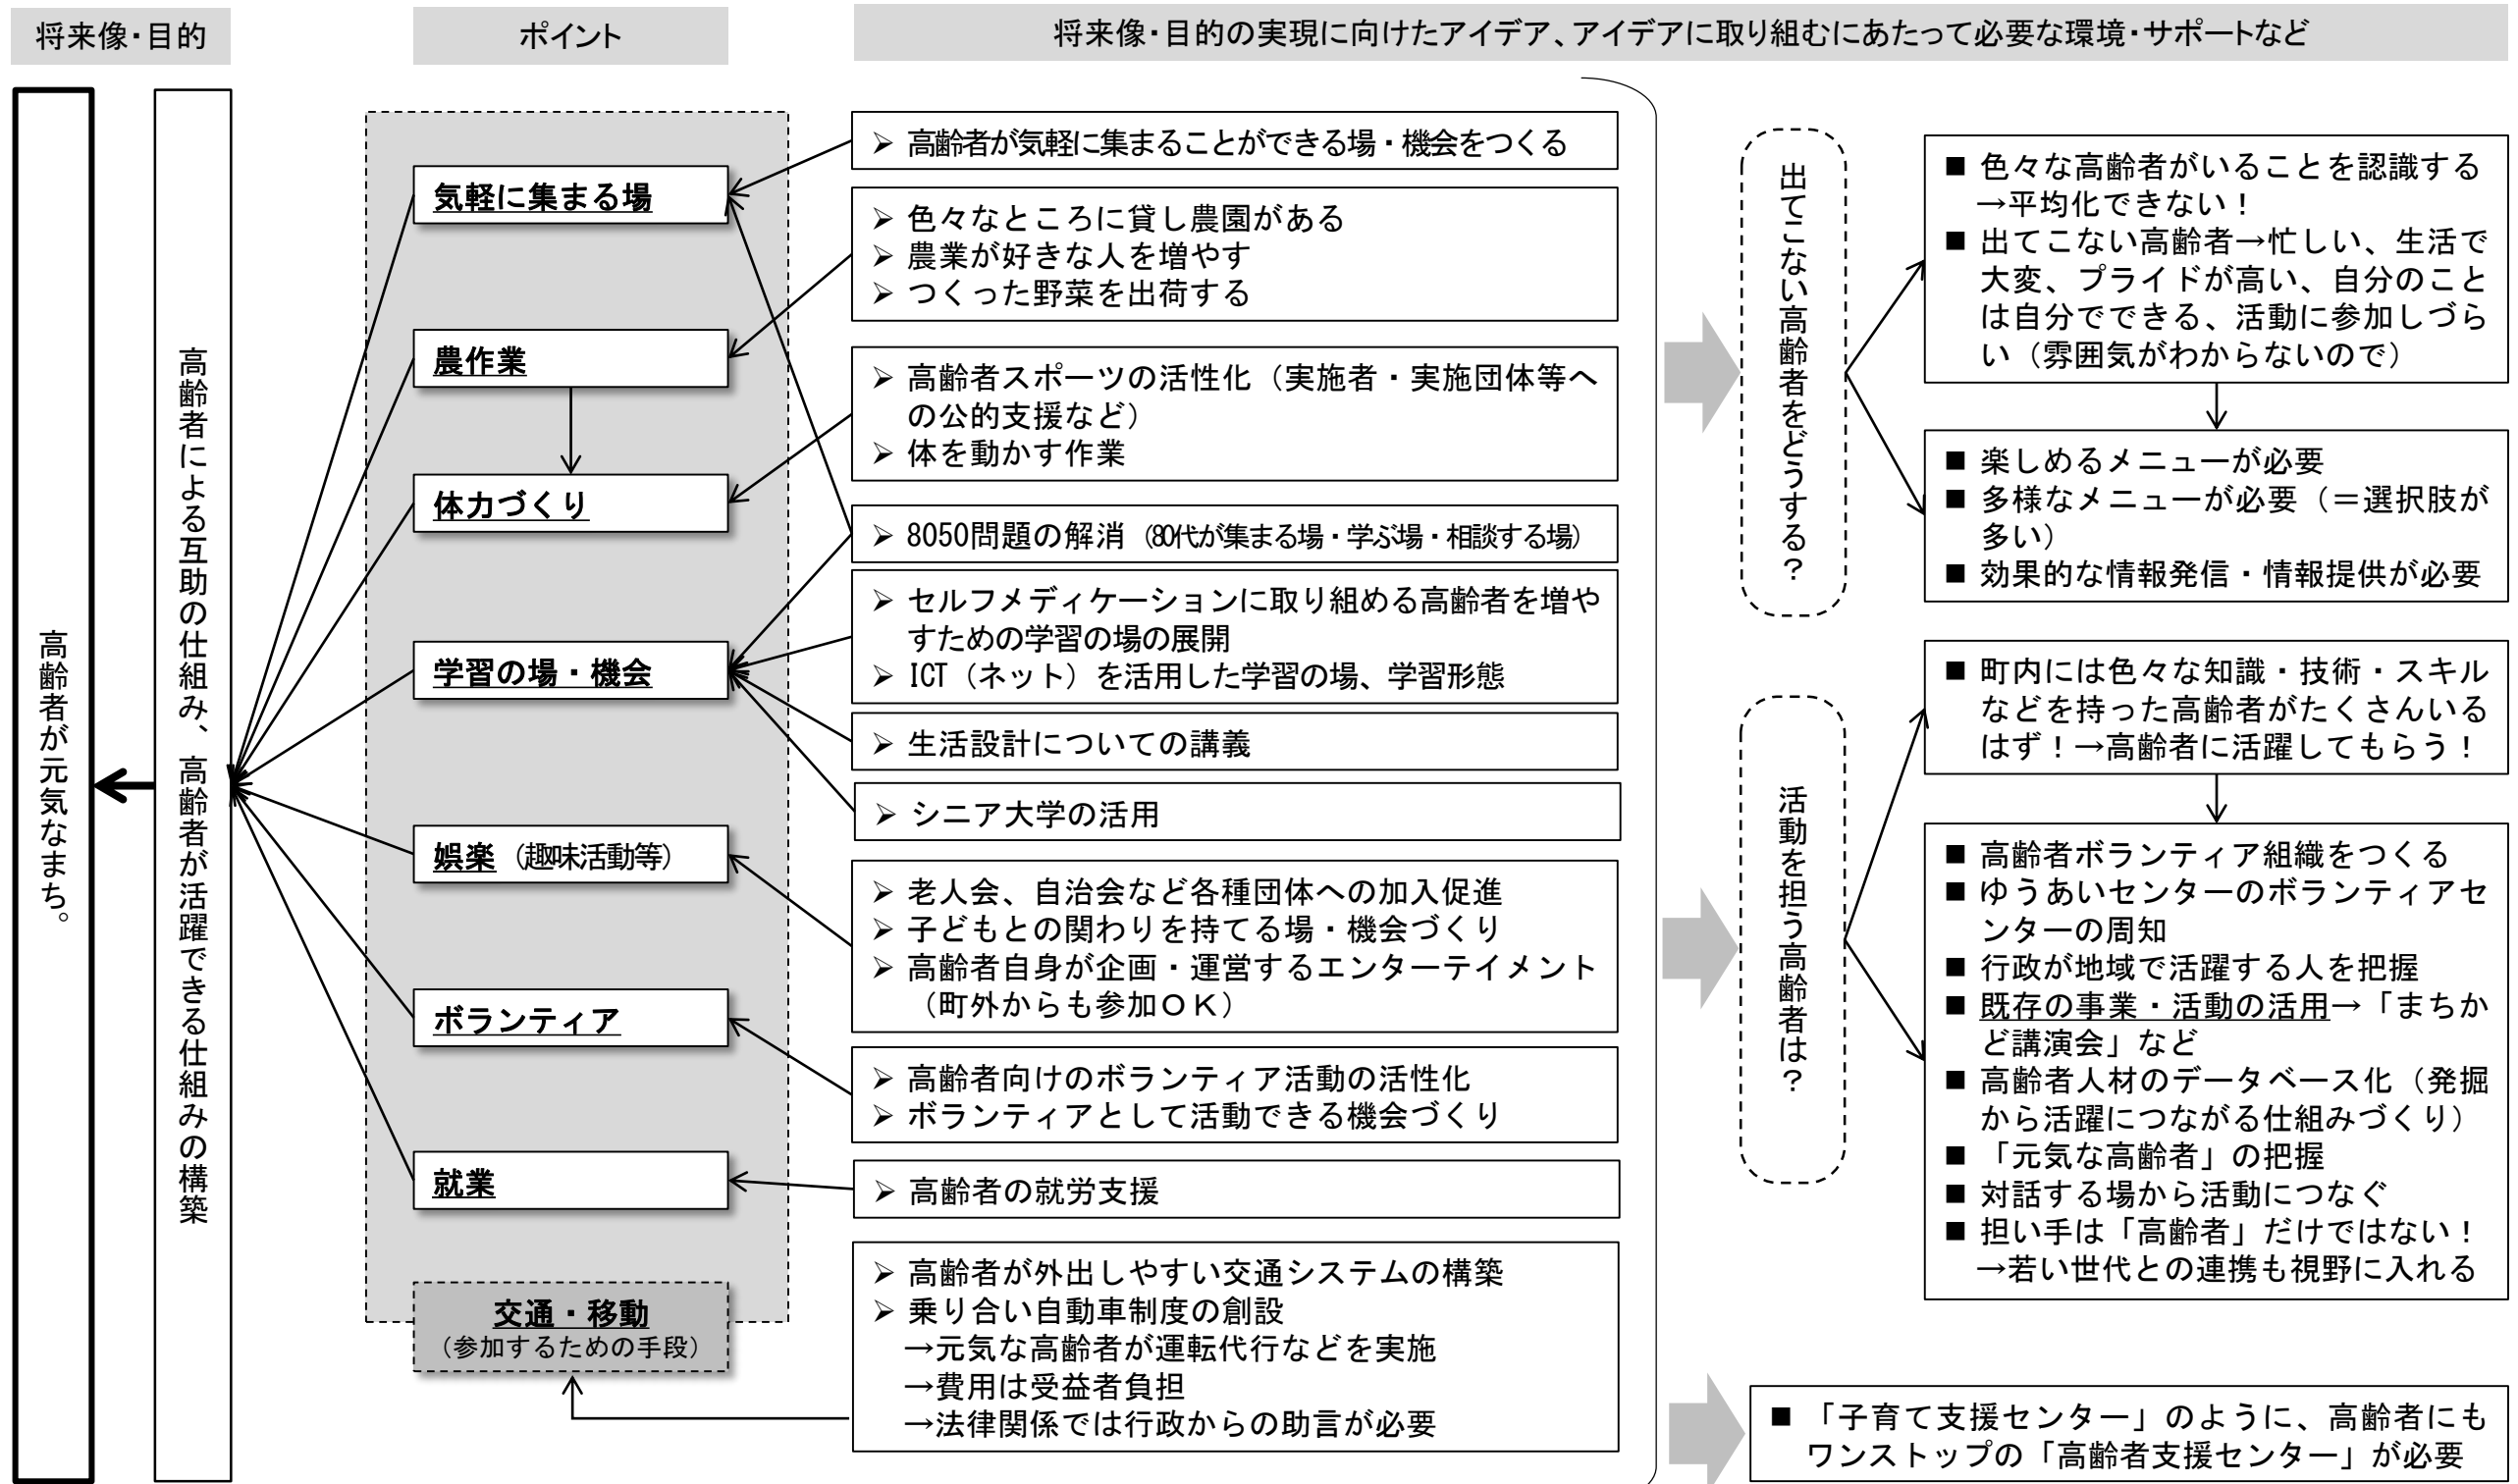 将来像・目的
ポイント
将来像・目的の実現に向けたアイデア、アイデアに取り組むにあたって必要な環境・サポートなど
高齢者が元気なまち。
高齢者による互助の仕組み、高齢者が活躍できる仕組みの構築
気軽に集まる場
農作業
体力づくり
学習の場・機会
娯楽（趣味活動等）
ボランティア
就業
交通・移動
（参加するための手段）
➢ 高齢者が気軽に集まることができる場・機会をつくる
➢ 色々なところに貸し農園がある
➢ 農業が好きな人を増やす
➢ つくった野菜を出荷する
➢ 高齢者スポーツの活性化（実施者・実施団体等へ
の公的支援など）
➢ 体を動かす作業
➢ 8050問題の解消（80代が集まる場・学ぶ場・相談する場）
➢ セルフメディケーションに取り組める高齢者を増や
すための学習の場の展開
➢ ICT（ネット）を活用した学習の場、学習形態
➢ 生活設計についての講義
➢ シニア大学の活用
➢ 老人会、自治会など各種団体への加入促進
➢ 子どもとの関わりを持てる場・機会づくり
➢ 高齢者自身が企画・運営するエンターテイメント
（町外からも参加ＯＫ）
➢ 高齢者向けのボランティア活動の活性化
➢ ボランティアとして活動できる機会づくり
➢ 高齢者の就労支援
➢ 高齢者が外出しやすい交通システムの構築
➢ 乗り合い自動車制度の創設
→元気な高齢者が運転代行などを実施
→費用は受益者負担
→法律関係では行政からの助言が必要
出てこない高齢者をどうする？
■ 色々な高齢者がいることを認識する
→平均化できない！
■ 出てこない高齢者→忙しい、生活で
大変、プライドが高い、自分のこと
は自分でできる、活動に参加しづら
い（雰囲気がわからないので）
■ 楽しめるメニューが必要
■ 多様なメニューが必要（＝選択肢が
多い）
■ 効果的な情報発信・情報提供が必要
活動を担う高齢者は？
■ 町内には色々な知識・技術・スキル
などを持った高齢者がたくさんいる
はず！→高齢者に活躍してもらう！
■ 高齢者ボランティア組織をつくる
■ ゆうあいセンターのボランティアセ
ンターの周知
■ 行政が地域で活躍する人を把握
■ 既存の事業・活動の活用→「まちか
ど講演会」など
■ 高齢者人材のデータベース化（発掘
から活躍につながる仕組みづくり）
■ 「元気な高齢者」の把握
■ 対話する場から活動につなぐ
■ 担い手は「高齢者」だけではない！
→若い世代との連携も視野に入れる
■ 「子育て支援センター」のように、高齢者にも
ワンストップの「高齢者支援センター」が必要